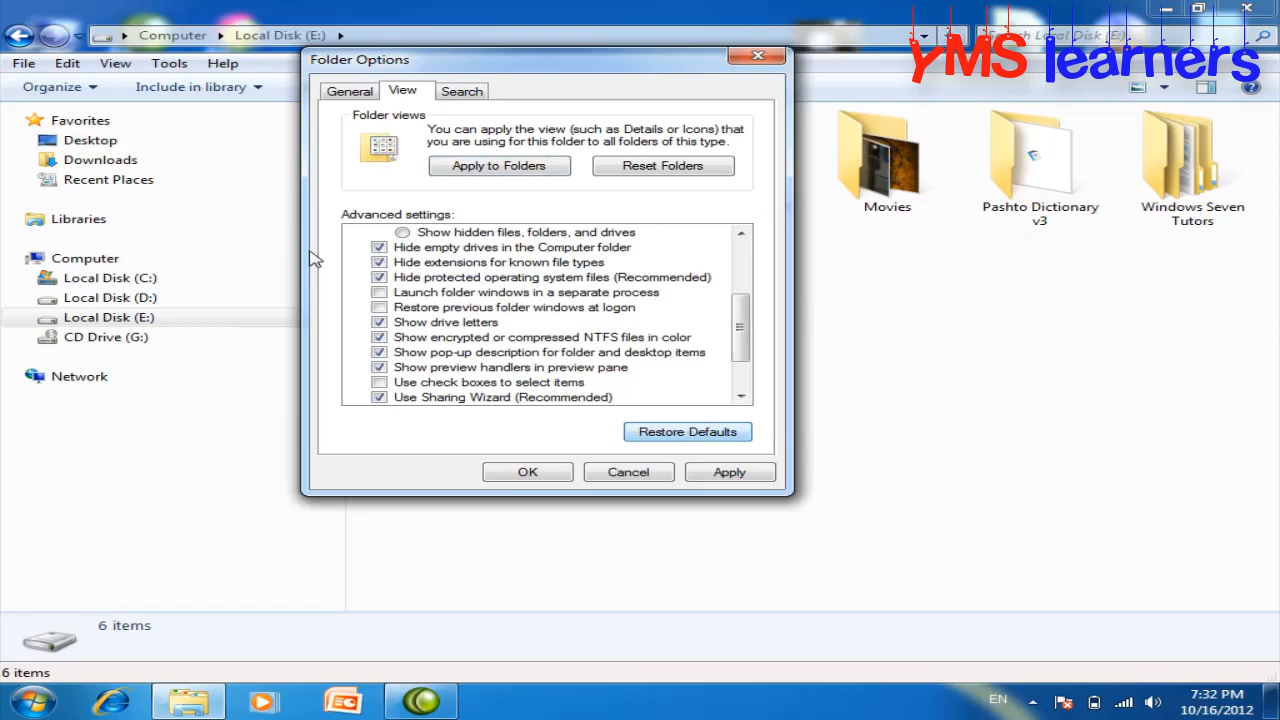 YMS learners
Computer
Local Disk (E:)
Search Local Disk (E:)
File
Edit
View
Tools
Help
Organize
Include in library
Favorites
Desktop
Downloads
Recent Places
Libraries
Computer
Local Disk (C:)
Local Disk (D:)
Local Disk (E:)
CD Drive (G:)
Network
Folder Options
General
View
Search
Folder views
You can apply the view (such as Details or Icons) that
you are using for this folder to all folders of this type.
Apply to Folders
Reset Folders
Advanced settings:
Show hidden files, folders, and drives
Hide empty drives in the Computer folder
Hide extensions for known file types
Hide protected operating system files (Recommended)
Launch folder windows in a separate process
Restore previous folder windows at logon
Show drive letters
Show encrypted or compressed NTFS files in color
Show pop-up description for folder and desktop items
Show preview handlers in preview pane
Use check boxes to select items
Use Sharing Wizard (Recommended)
Restore Defaults
OK
Cancel
Apply
Movies
Pashto Dictionary
v3
Windows Seven
Tutors
6 items
6 items
EN
7:32 PM
10/16/2012